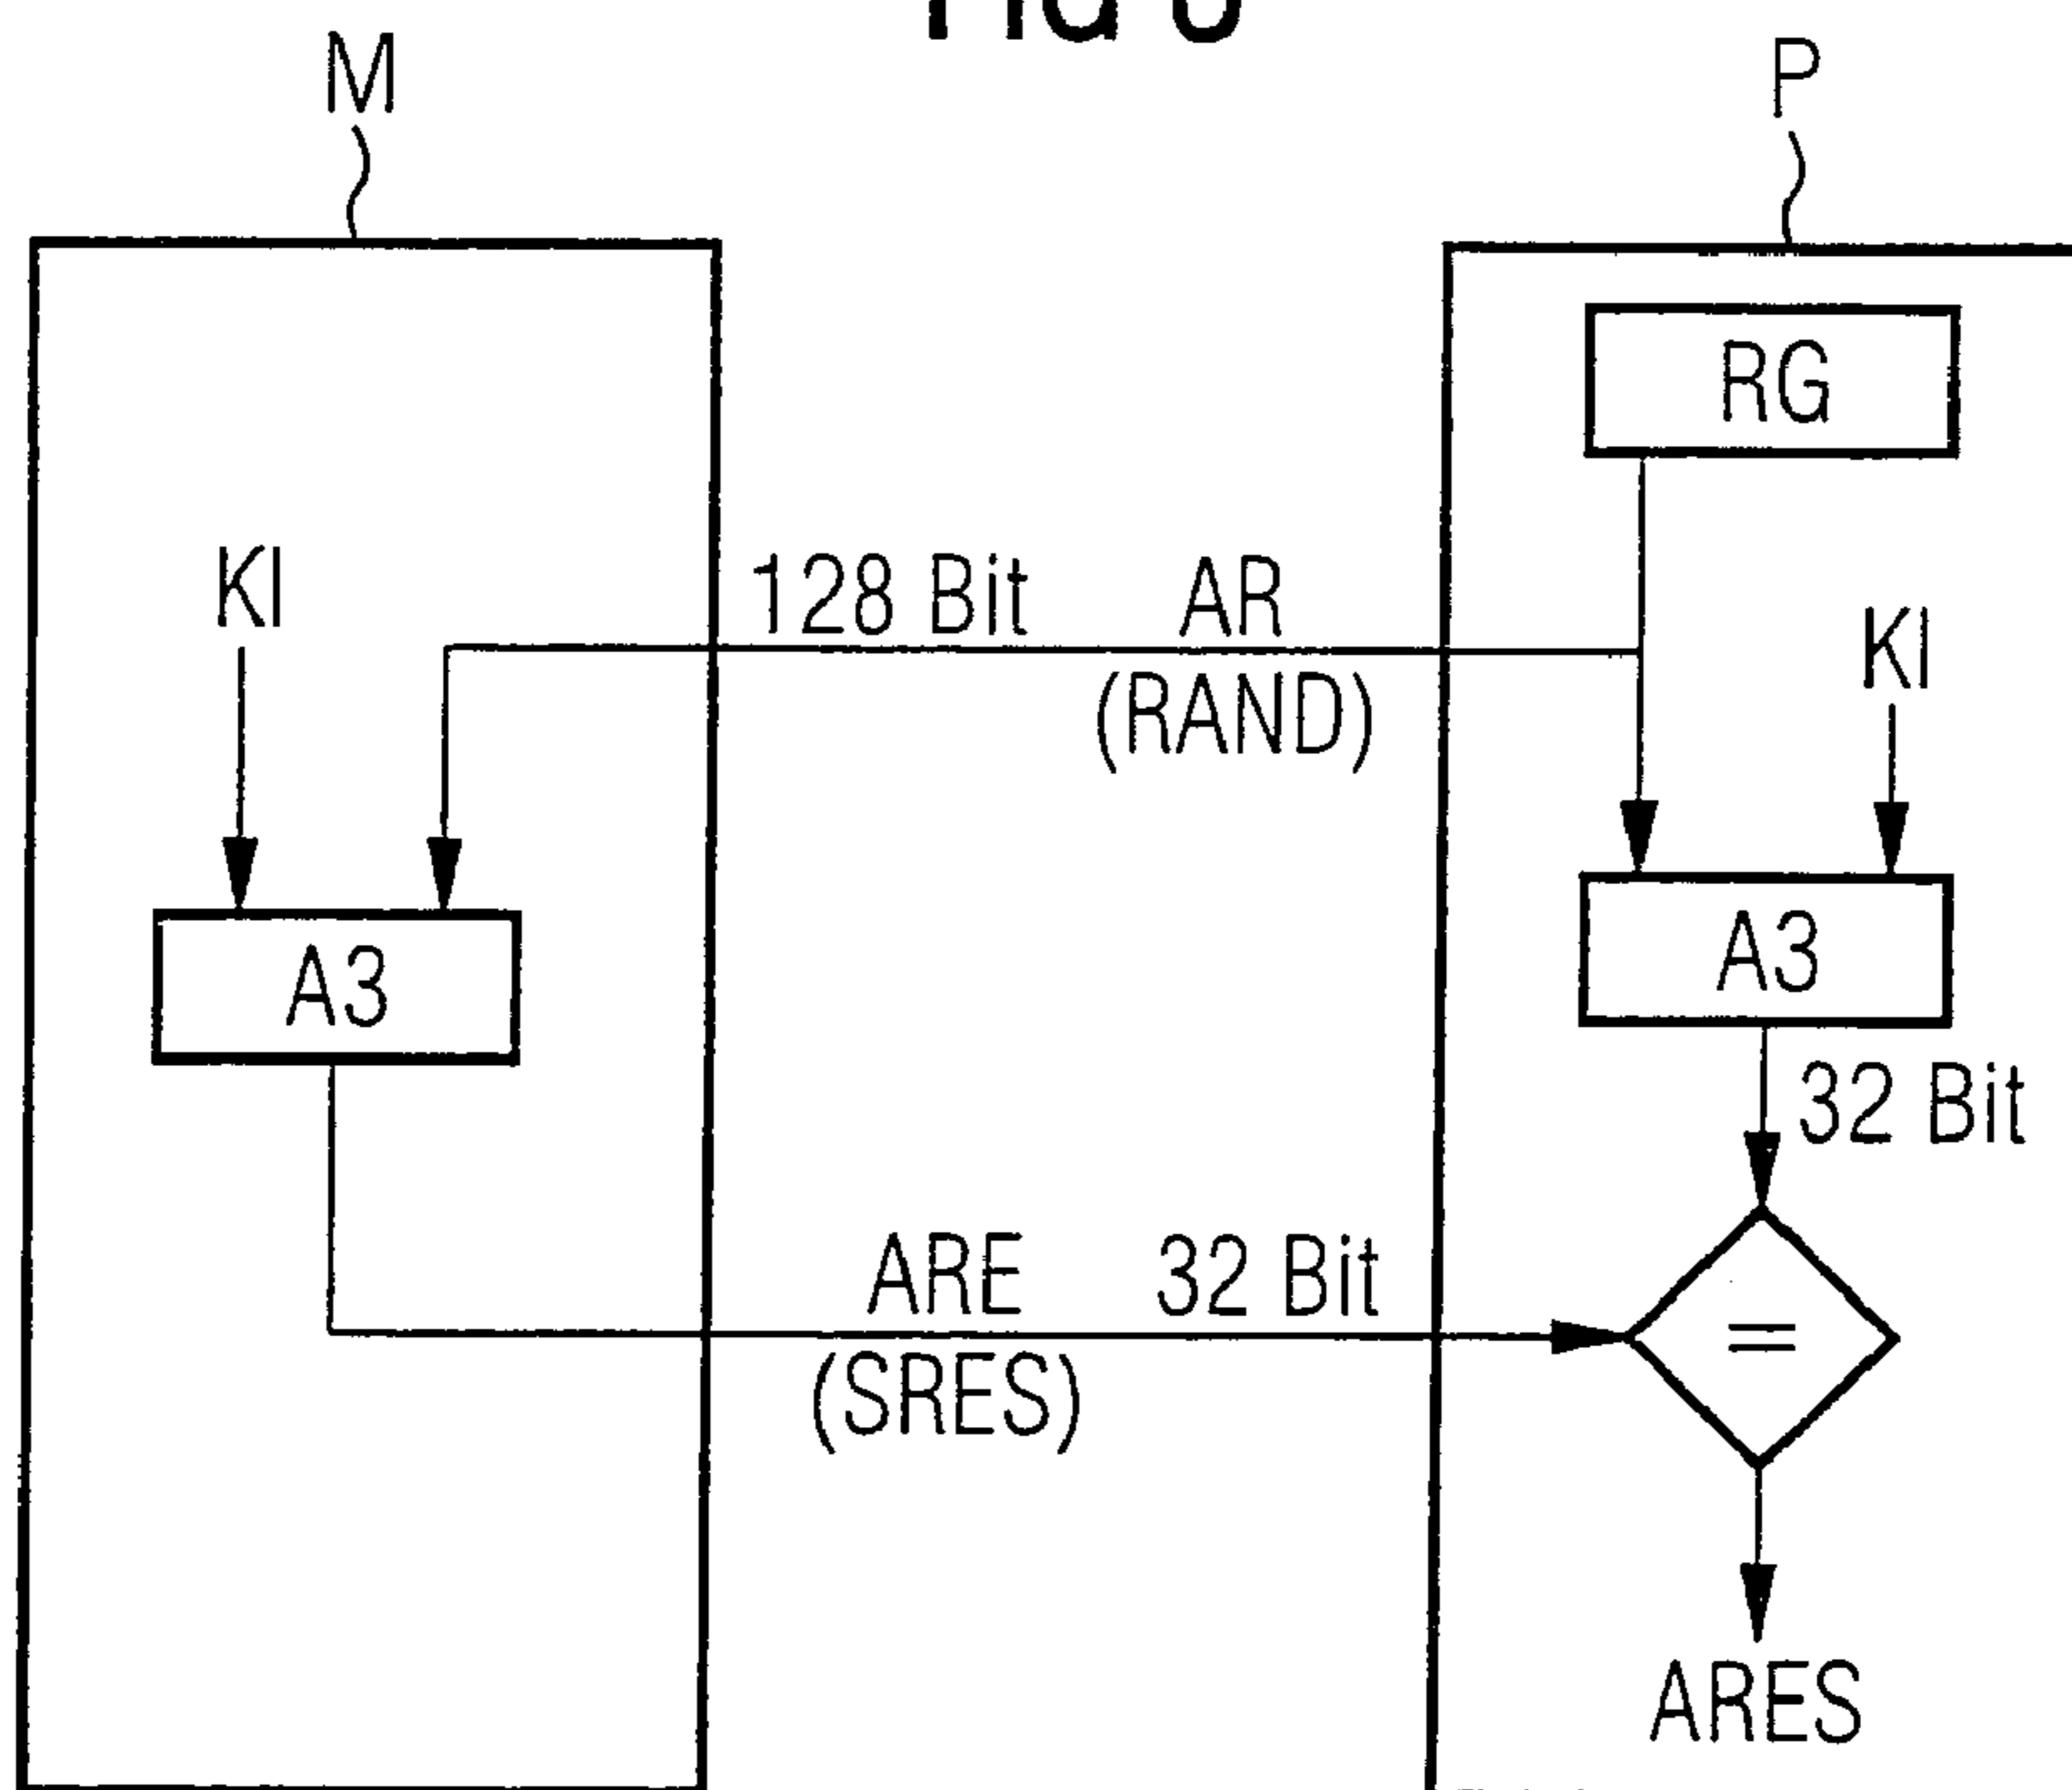 M
P
RG
KI
128 Bit
AR
(RAND)
KI
A3
A3
32 Bit
ARE
32 Bit
(SRES)
=
ARES